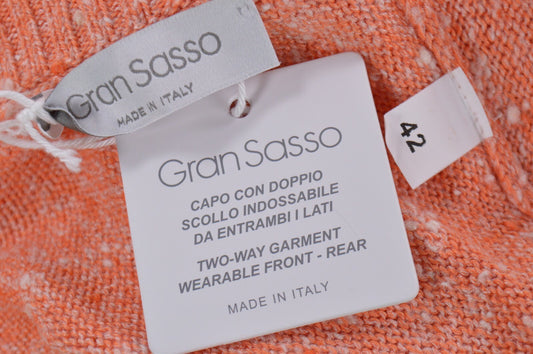 Gran Sasso
MADE IN ITALY
Gran Sasso
CAPO CON DOPPIO
SCOLLO INDOSSABILE
DA ENTRAMBI I LATI
TWO-WAY GARMENT
WEARABLE FRONT - REAR
MADE IN ITALY
42